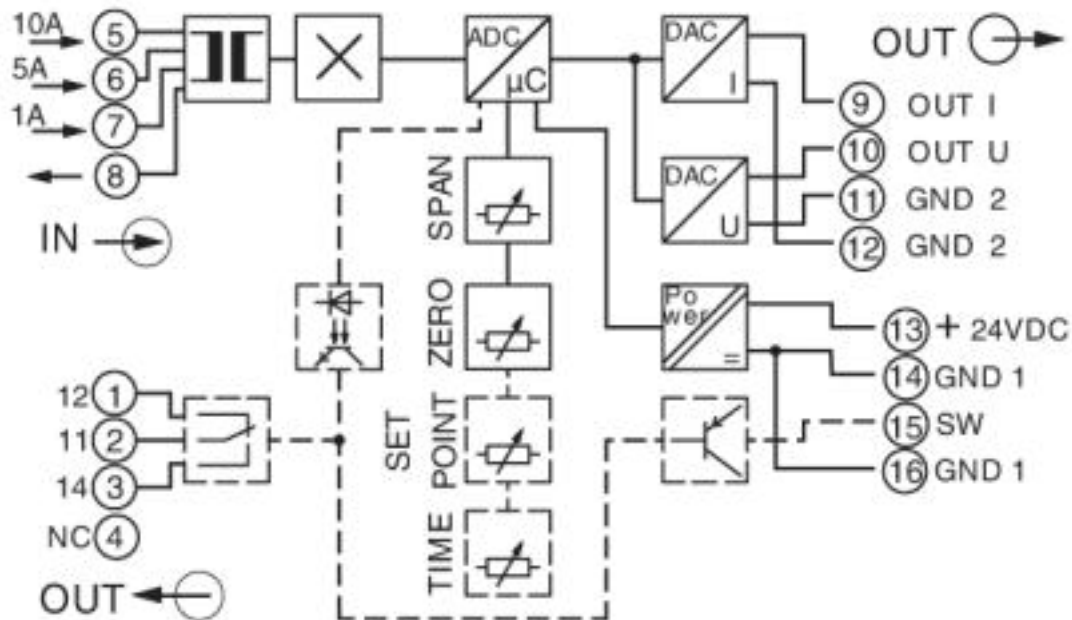 10A 5
5A 6
1A 7
8
IN
ADC
µC
DAC
I
OUT
9 OUT I
10 OUT U
11 GND 2
12 GND 2
DAC
U
SPAN
ZERO
SET
POINT
TIME
Po
wer
=
13 + 24VDC
14 GND 1
15 SW
16 GND 1
12 1
11 2
14 3
NC 4
OUT